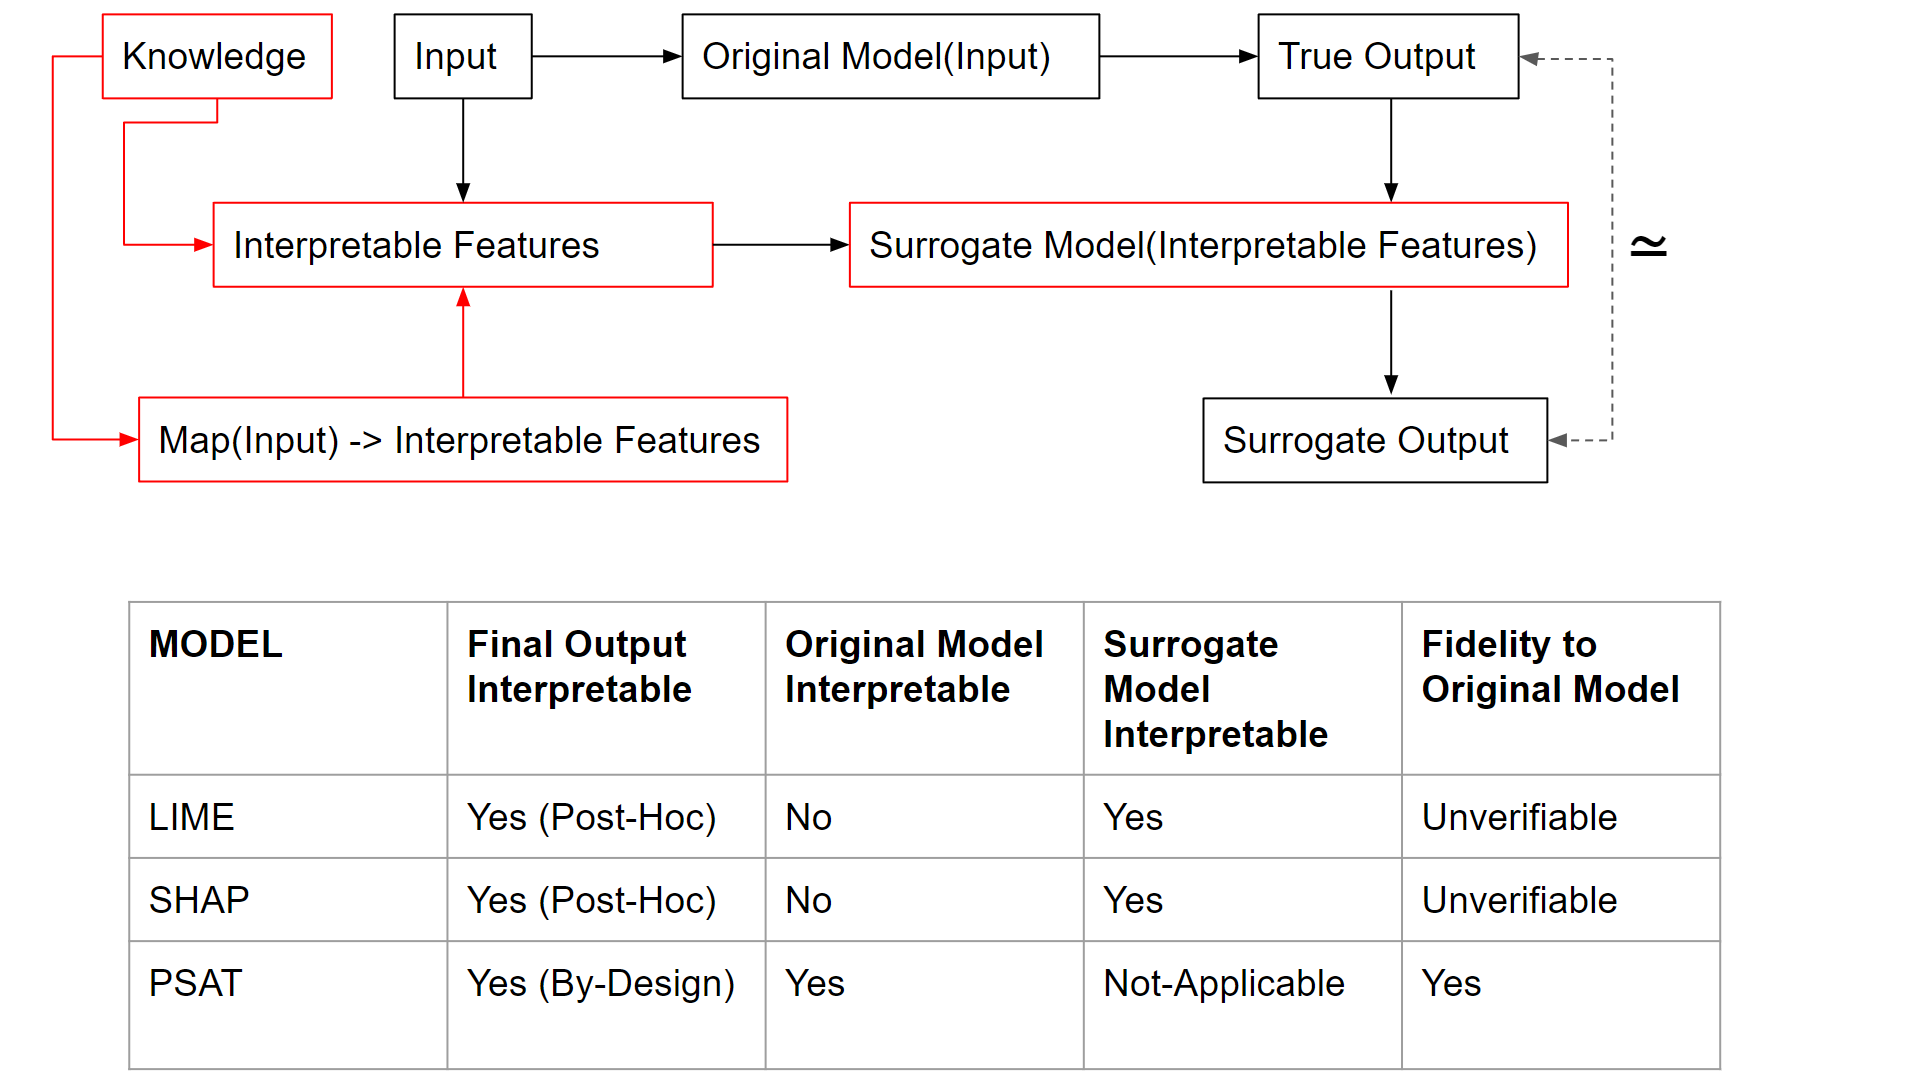 Knowledge
Input
Original Model(Input)
True Output
Interpretable Features
Surrogate Model(Interpretable Features)
≃
Map(Input) -> Interpretable Features
Surrogate Output
MODEL
Final Output
Interpretable
Original Model
Interpretable
Surrogate
Model
Interpretable
Fidelity to
Original Model
LIME
Yes (Post-Hoc)
No
Yes
Unverifiable
SHAP
Yes (Post-Hoc)
No
Yes
Unverifiable
PSAT
Yes (By-Design)
Yes
Not-Applicable
Yes